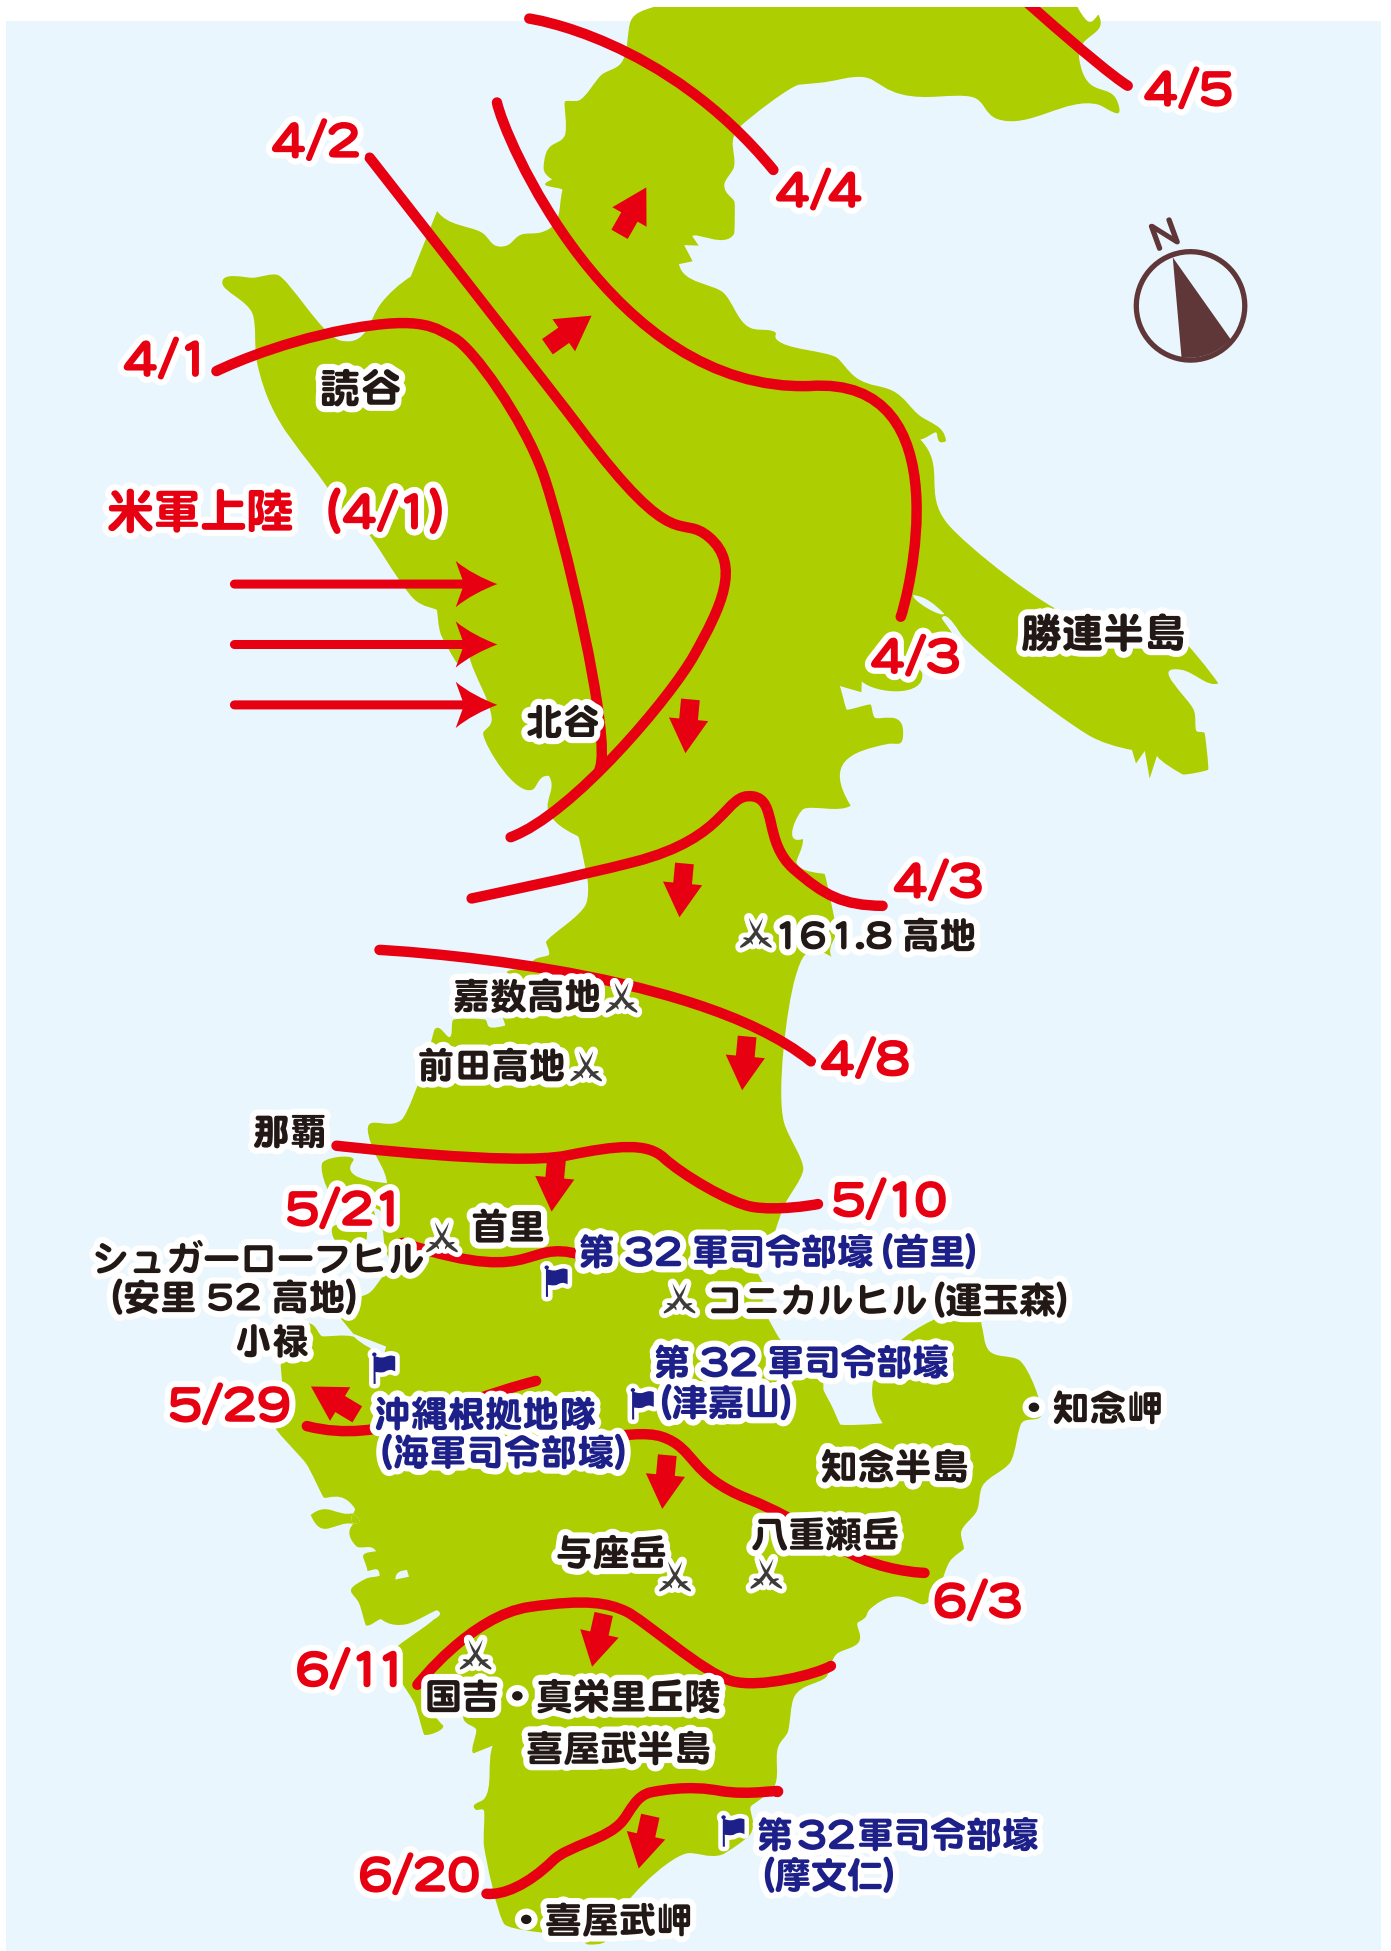 4/5
4/2
4/4
N
4/1
読谷
米軍上陸 (4/1)
勝連半島
4/3
北谷
4/3
161.8 高地
嘉数高地
4/8
前田高地
那覇
5/10
5/21
首里
第 32 軍司令部壕 (首里)
シュガーローフヒル
(安里 52 高地)
コニカルヒル (運玉森)
小禄
第 32 軍司令部壕
(津嘉山)
5/29
沖縄根拠地隊
(海軍司令部壕)
・知念岬
知念半島
八重瀬岳
与座岳
6/3
6/11
国吉・真栄里丘陵
喜屋武半島
第32軍司令部壕
(摩文仁)
6/20
・喜屋武岬